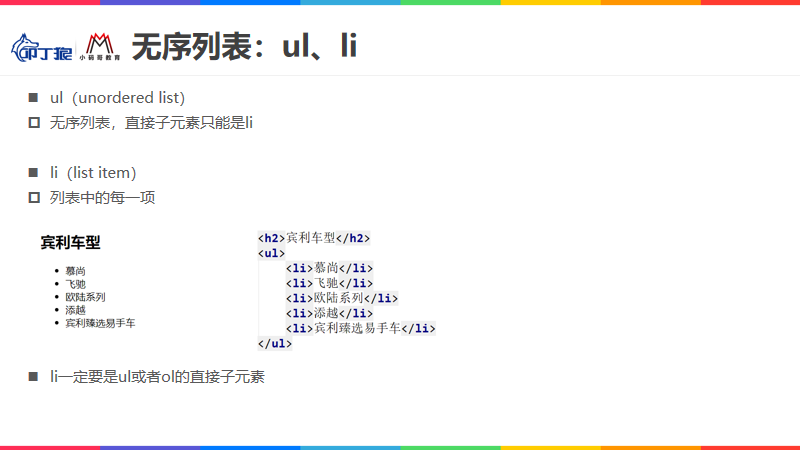 叩丁狼
小码哥教育
无序列表：ul、li
ul（unordered list）
无序列表，直接子元素只能是li
li（list item）
列表中的每一项
宾利车型
慕尚
飞驰
欧陆系列
添越
宾利臻选易手车
<h2>宾利车型</h2>
<ul>
<li>慕尚</li>
<li>飞驰</li>
<li>欧陆系列</li>
<li>添越</li>
<li>宾利臻选易手车</li>
</ul>
li一定要是ul或者ol的直接子元素